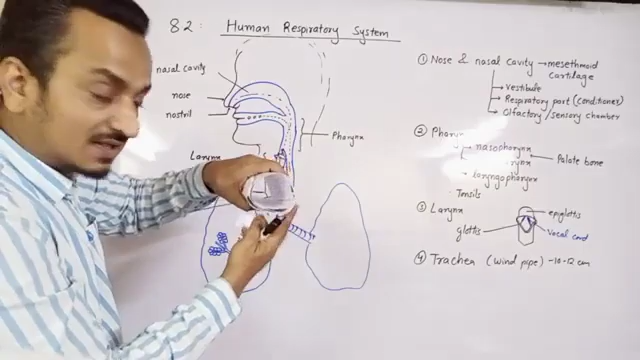 82: Human Respiratory System
nasal cavity
nose
nostril
Pharynx
Larynx
① Nose & nasal cavity → mesethmoid
cartilage
→ Vestibule
→ Respiratory part (conditioner)
→ Olfactory / sensory chamber
② Pharynx
nasopharynx
Palate bone
rynx
laryngopharynx
Tensils
③ Larynx
epiglottis
glottis
Vocal cord
④ Trachea (wind pipe) - 10-12 cm